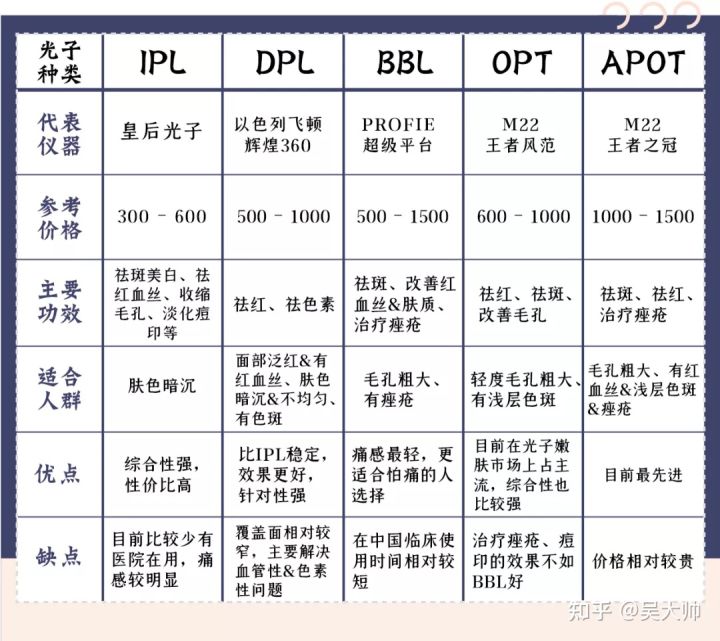 光子
种类
IPL
DPL
BBL
OPT
APOT
代表
仪器
皇后光子
以色列飞顿
辉煌360
PROFIE
超级平台
M22
王者风范
M22
王者之冠
参考
价格
300 - 600
500 - 1000
500 - 1500
600 - 1000
1000 - 1500
主要
功效
祛斑美白、祛
红血丝、收缩
毛孔、淡化痘
印等
祛红、祛色素
祛斑、改善红
血丝&肤质、
治疗痤疮
祛红、祛斑、
改善毛孔
祛斑、祛红、
治疗痤疮
适合
人群
肤色暗沉
面部泛红&有
红血丝、肤色
暗沉&不均匀、
有色斑
毛孔粗大、
有痤疮
轻度毛孔粗大、
有浅层色斑
毛孔粗大、有红
血丝&浅层色斑
&痤疮
优点
综合性强，
性价比高
比IPL稳定，
效果更好，
针对性强
痛感最轻，更
适合怕痛的人
选择
目前在光子嫩
肤市场上占主
流，综合性也
比较强
目前最先进
缺点
目前比较少有
医院在用，痛
感较明显
覆盖面相对较
窄，主要解决
血管性&色素
性问题
在中国临床使
用时间相对较
短
治疗痤疮、痘
印的效果不如
BBL好
价格相对较贵
知乎 @吴大帅